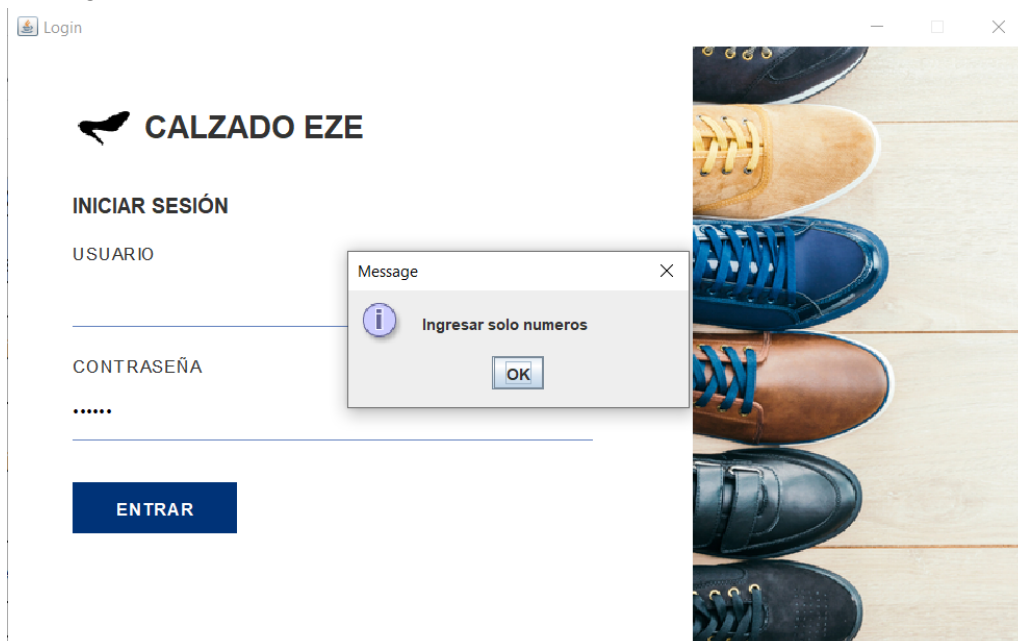 Login
CALZADO EZE
INICIAR SESIÓN
USUARIO
Message
Ingresar solo numeros
OK
CONTRASEÑA
••••••
ENTRAR